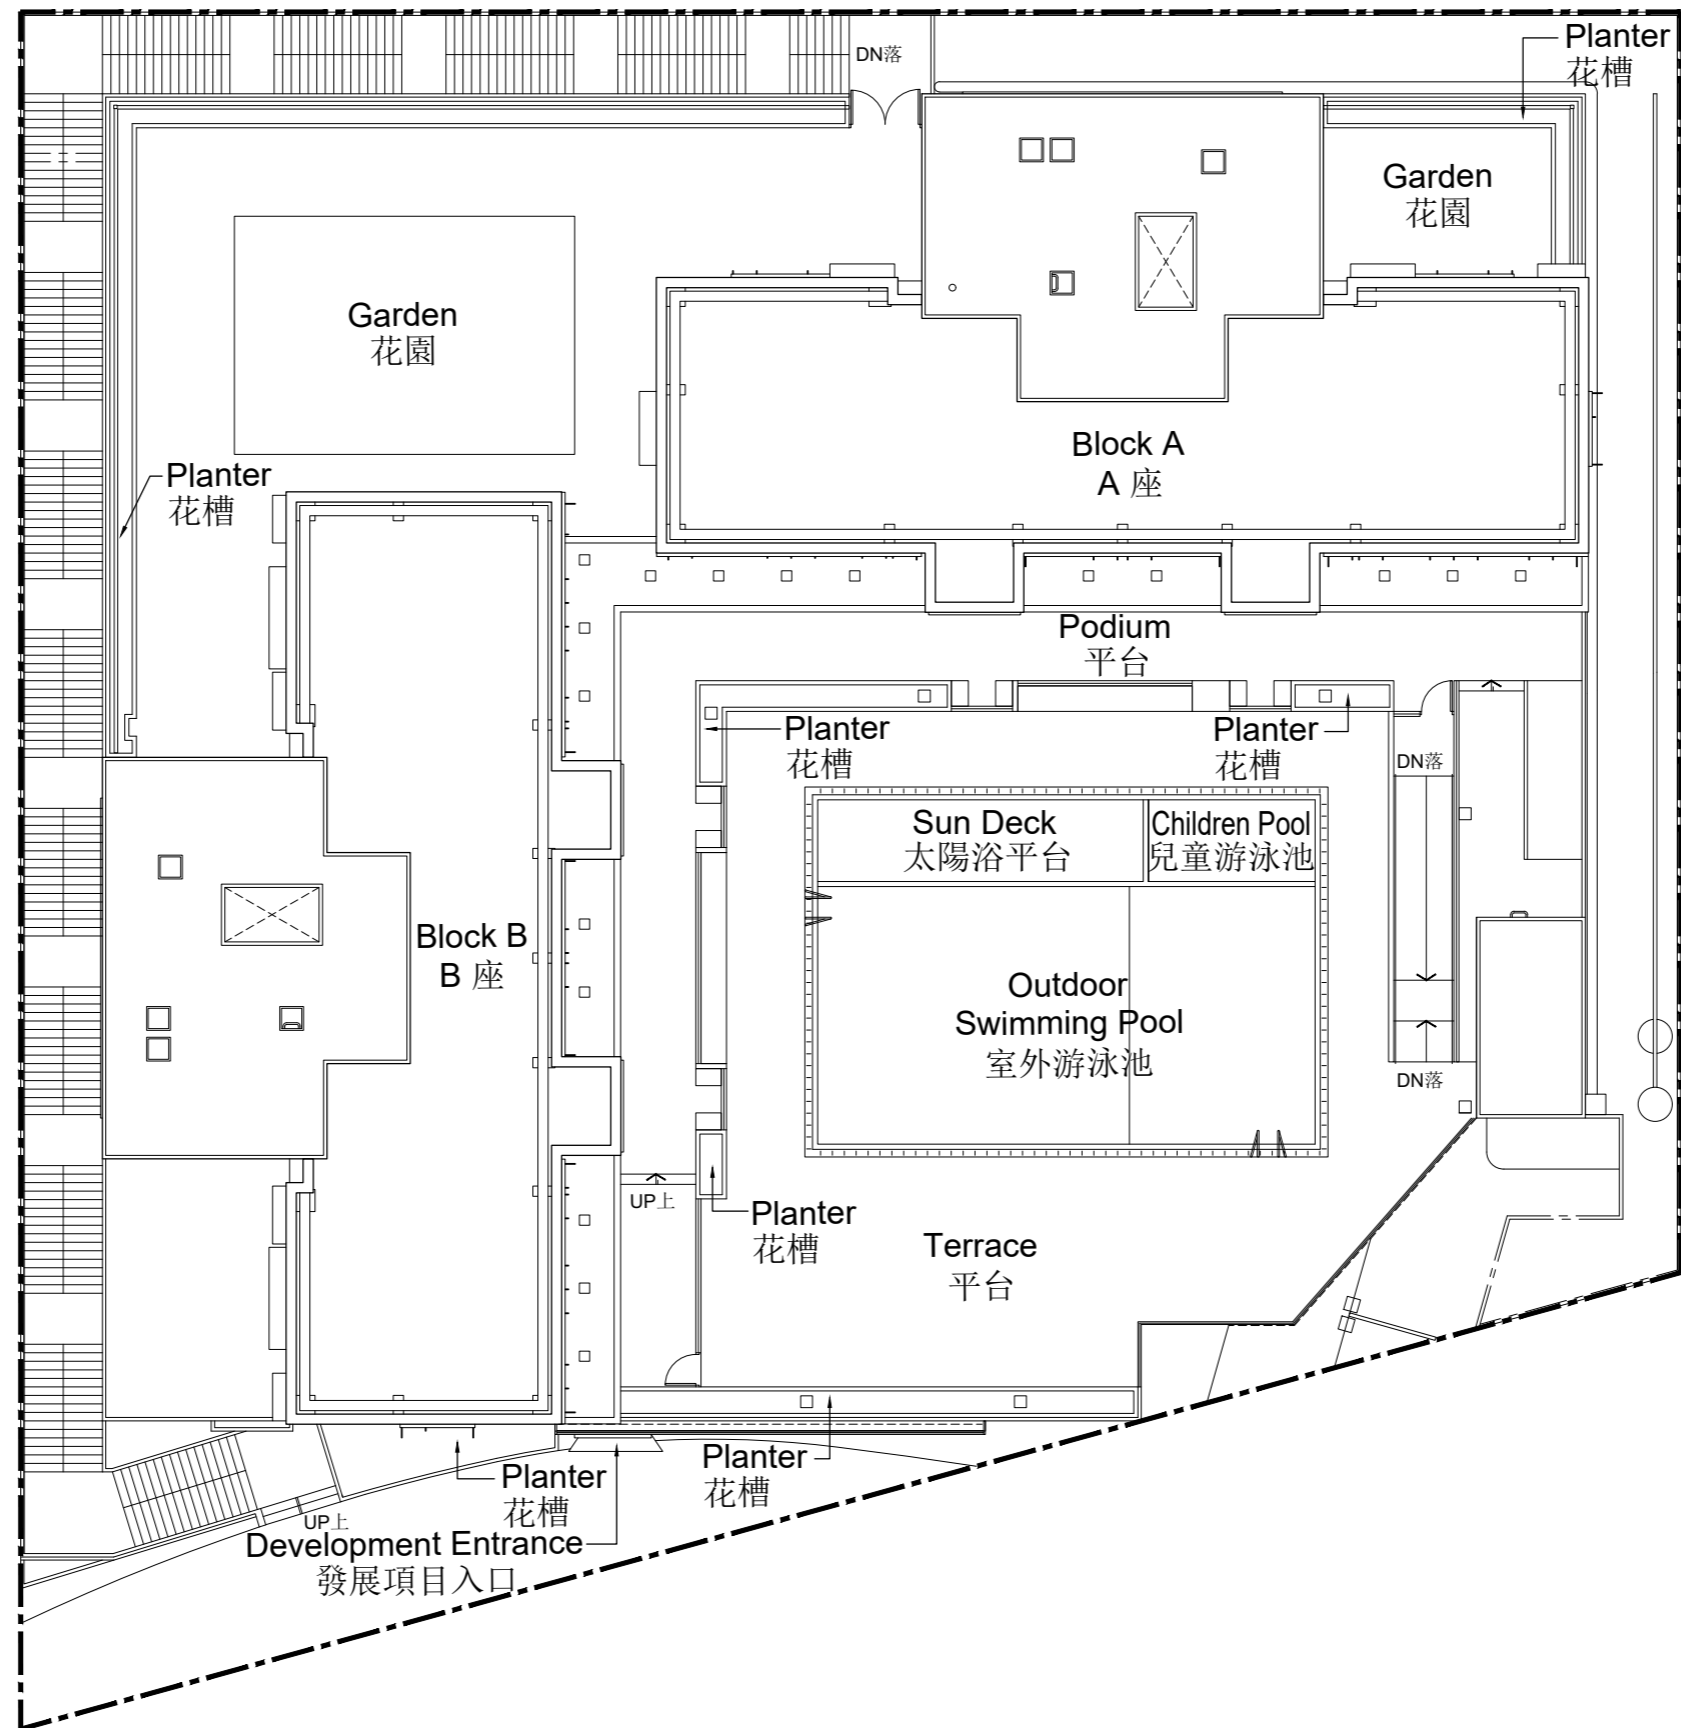 Planter
花槽
DN落
Garden
花園
Garden
花園
Block A
A 座
Planter
花槽
Podium
平台
Planter
花槽
Planter
花槽
DN落
Sun Deck
太陽浴平台
Children Pool
兒童游泳池
Block B
B 座
Outdoor
Swimming Pool
室外游泳池
DN落
UP上
Planter
花槽
Terrace
平台
Planter
花槽
Planter
花槽
UP上
Development Entrance
發展項目入口